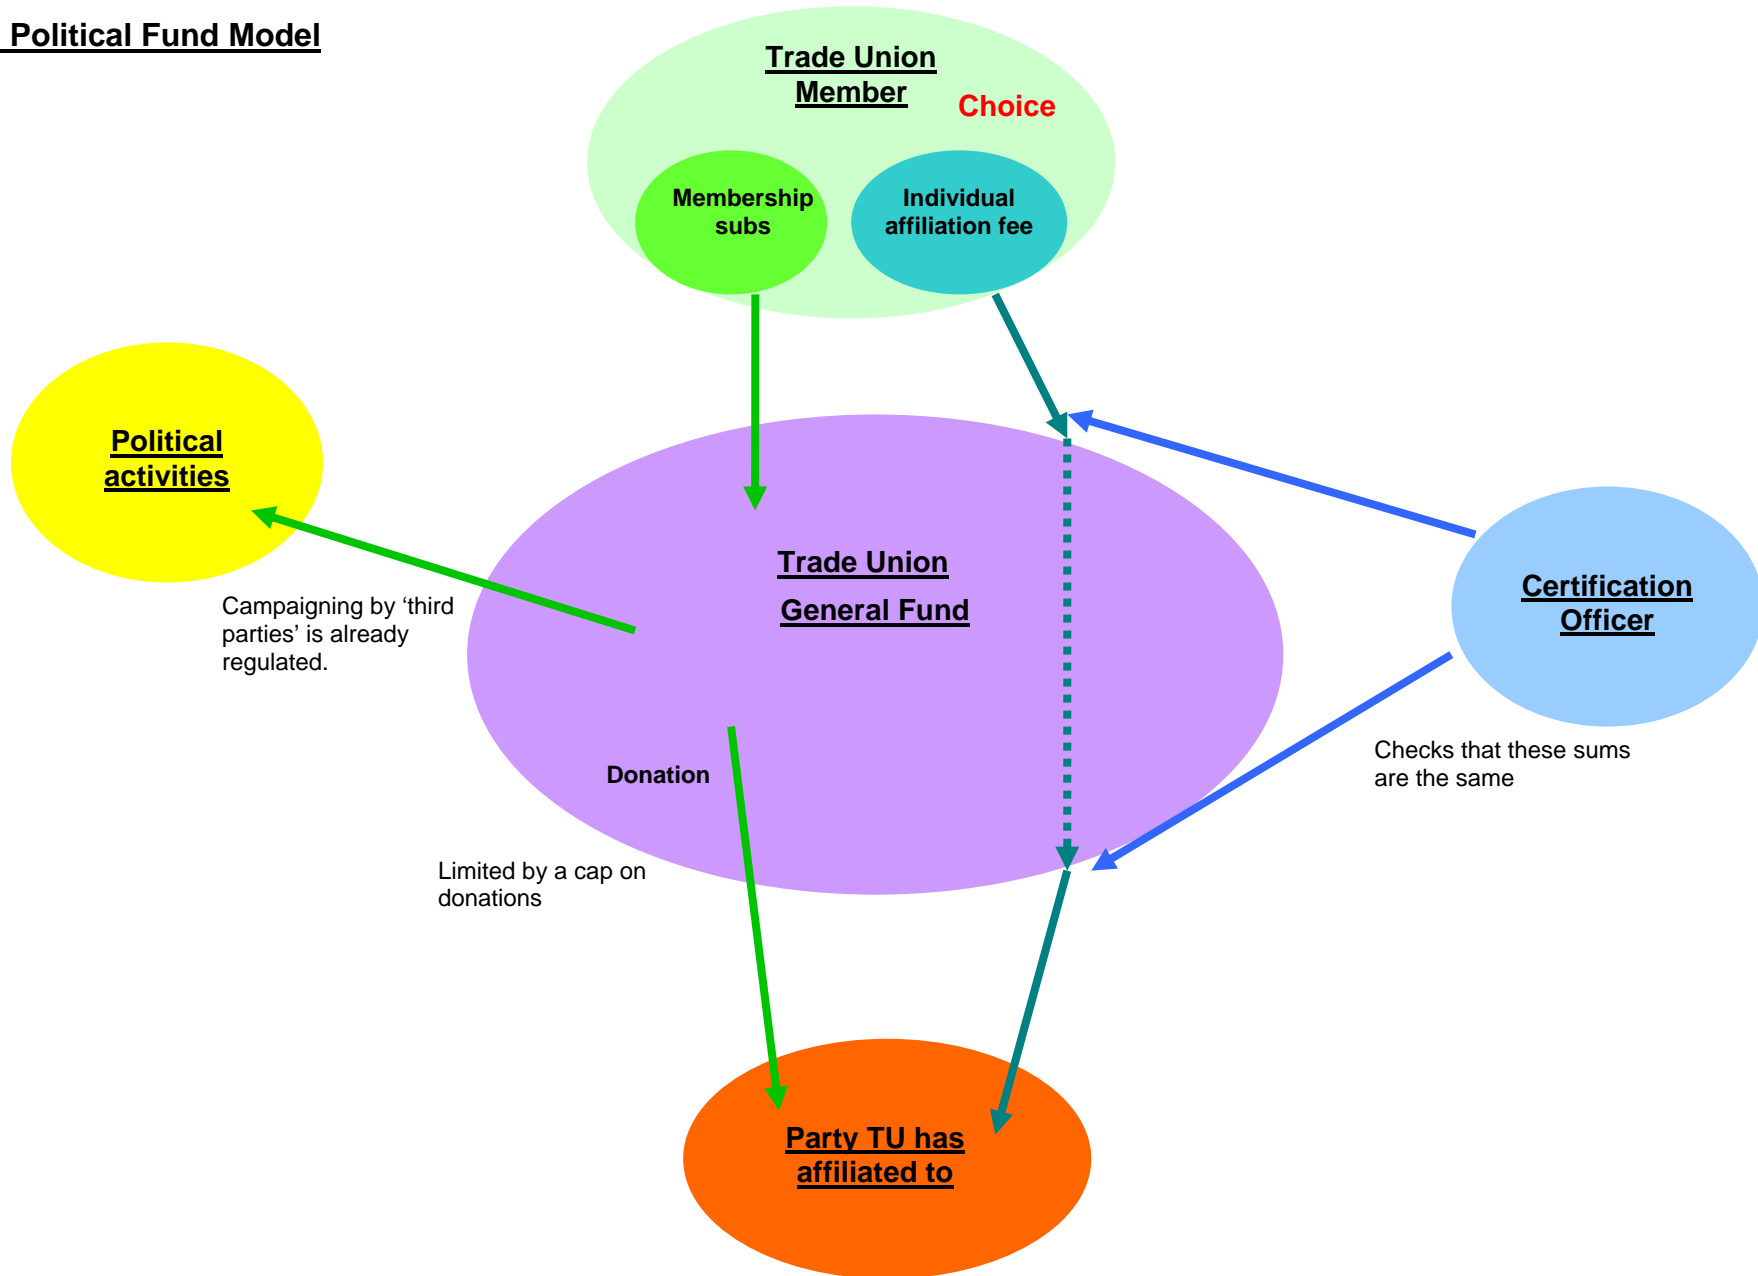 Political Fund Model
Trade Union
Member
Choice
Membership
subs
Individual
affiliation fee
Political
activities
Campaigning by ‘third
parties’ is already
regulated.
Trade Union
General Fund
Certification
Officer
Checks that these sums
are the same
Donation
Limited by a cap on
donations
Party TU has
affiliated to